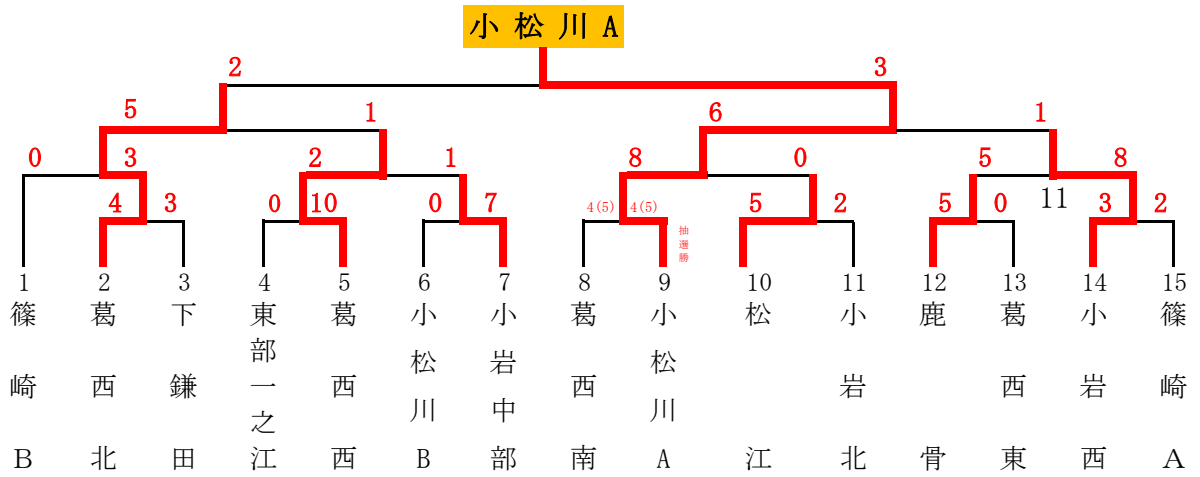 小松川A
2 3
5 1 6 1
0 3 2 1 8 0 5 8
4 3 0 10 0 7 4(5) 4(5) 5 2 5 0 11 3 2
抽選勝
1 2 3 4 5 6 7 8 9 10 11 12 13 14 15
篠崎B
葛西北
下鎌田
東部一之江
葛西西
小松川B
小岩中部
葛西南
小松川A
松江
小岩北
鹿骨
葛西東
小岩西
篠崎A